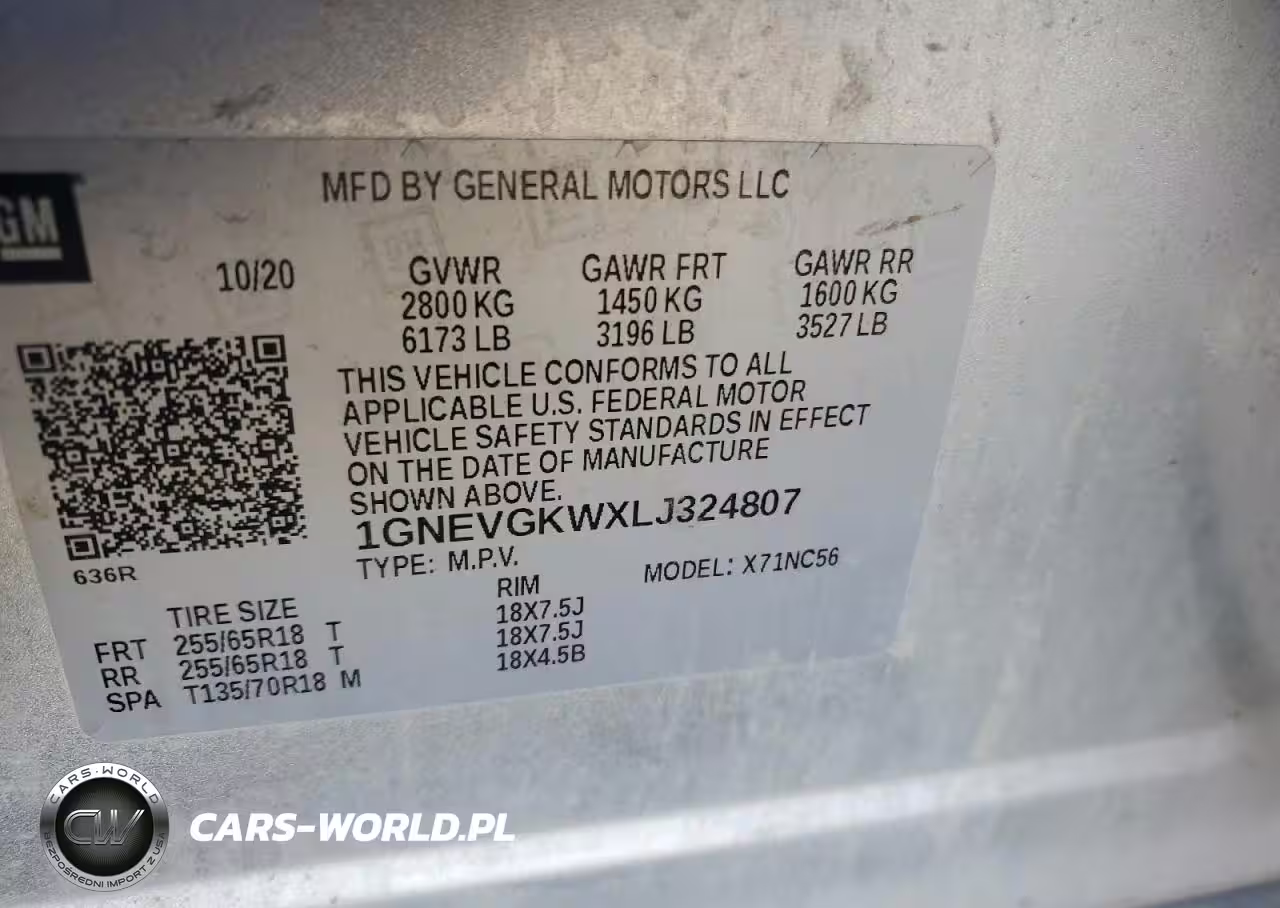 MFD BY GENERAL MOTORS LLC
GM
10/20 GVWR GAWR FRT GAWR RR
2800 KG 1450 KG 1600 KG
6173 LB 3196 LB 3527 LB
THIS VEHICLE CONFORMS TO ALL
APPLICABLE U.S. FEDERAL MOTOR
VEHICLE SAFETY STANDARDS IN EFFECT
ON THE DATE OF MANUFACTURE
SHOWN ABOVE.
1GNEVGKWXLJ324807
636R
TYPE: M.P.V. MODEL: X71NC56
TIRE SIZE RIM
FRT 255/65R18 T 18X7.5J
RR 255/65R18 T 18X7.5J
SPA T135/70R18 M 18X4.5B
CARS-WORLD
CW
BEZPOŚREDNI IMPORT Z USA
CARS-WORLD.PL